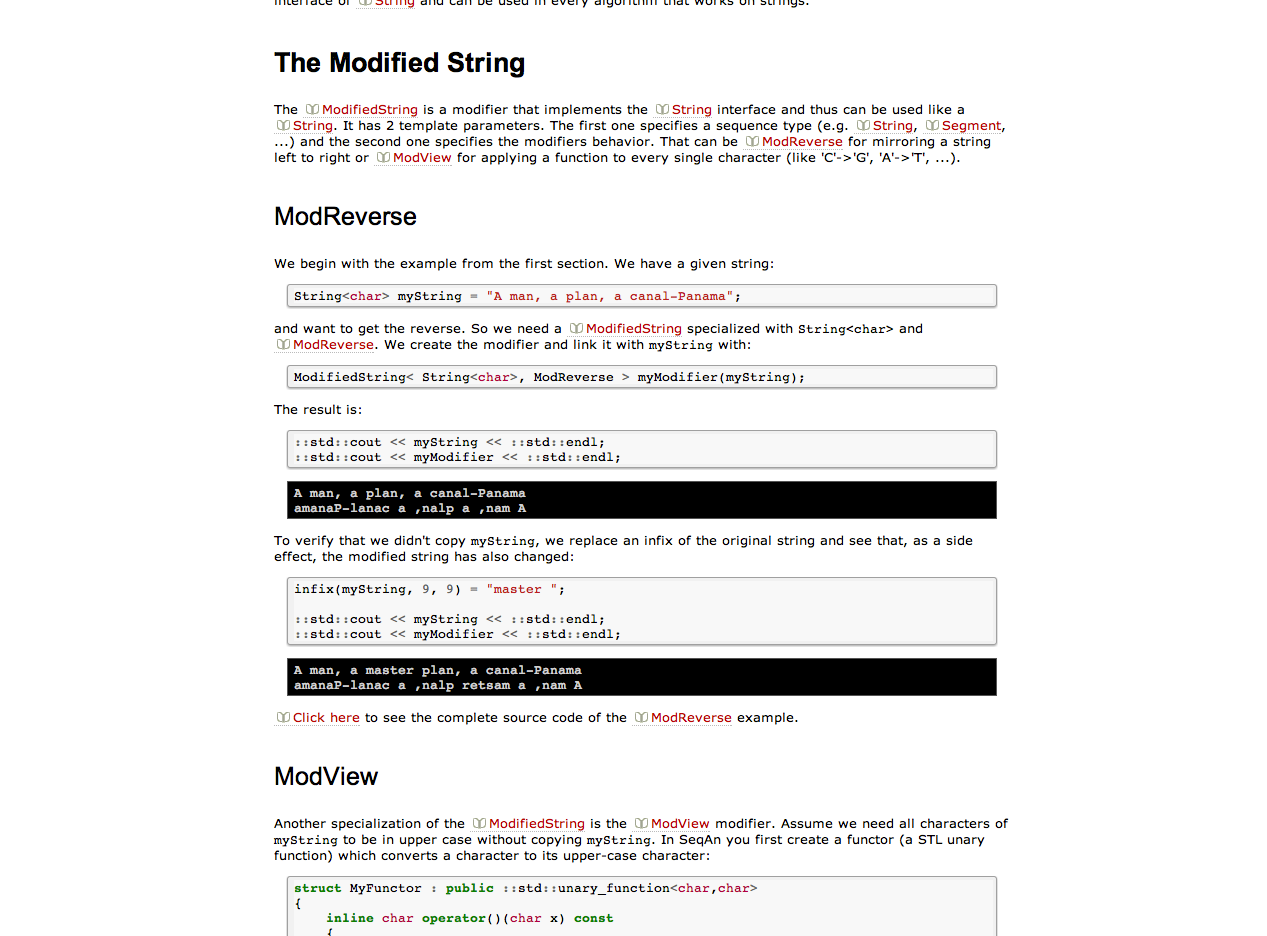 interface of String and can be used in every algorithm that works on strings.
The Modified String
The ModifiedString is a modifier that implements the String interface and thus can be used like a
String. It has 2 template parameters. The first one specifies a sequence type (e.g. String, Segment,
...) and the second one specifies the modifiers behavior. That can be ModReverse for mirroring a string
left to right or ModView for applying a function to every single character (like 'C'->'G', 'A'->'T', ...).
ModReverse
We begin with the example from the first section. We have a given string:
String<char> myString = "A man, a plan, a canal-Panama";
and want to get the reverse. So we need a ModifiedString specialized with String<char> and
ModReverse. We create the modifier and link it with myString with:
ModifiedString< String<char>, ModReverse > myModifier(myString);
The result is:
::std::cout << myString << ::std::endl;
::std::cout << myModifier << ::std::endl;
A man, a plan, a canal-Panama
amanaP-lanac a ,nalp a ,nam A
To verify that we didn't copy myString, we replace an infix of the original string and see that, as a side
effect, the modified string has also changed:
infix(myString, 9, 9) = "master ";
::std::cout << myString << ::std::endl;
::std::cout << myModifier << ::std::endl;
A man, a master plan, a canal-Panama
amanaP-lanac a ,nalp retsam a ,nam A
Click here to see the complete source code of the ModReverse example.
ModView
Another specialization of the ModifiedString is the ModView modifier. Assume we need all characters of
myString to be in upper case without copying myString. In SeqAn you first create a functor (a STL unary
function) which converts a character to its upper-case character:
struct MyFunctor : public ::std::unary_function<char,char>
{
inline char operator()(char x) const
{